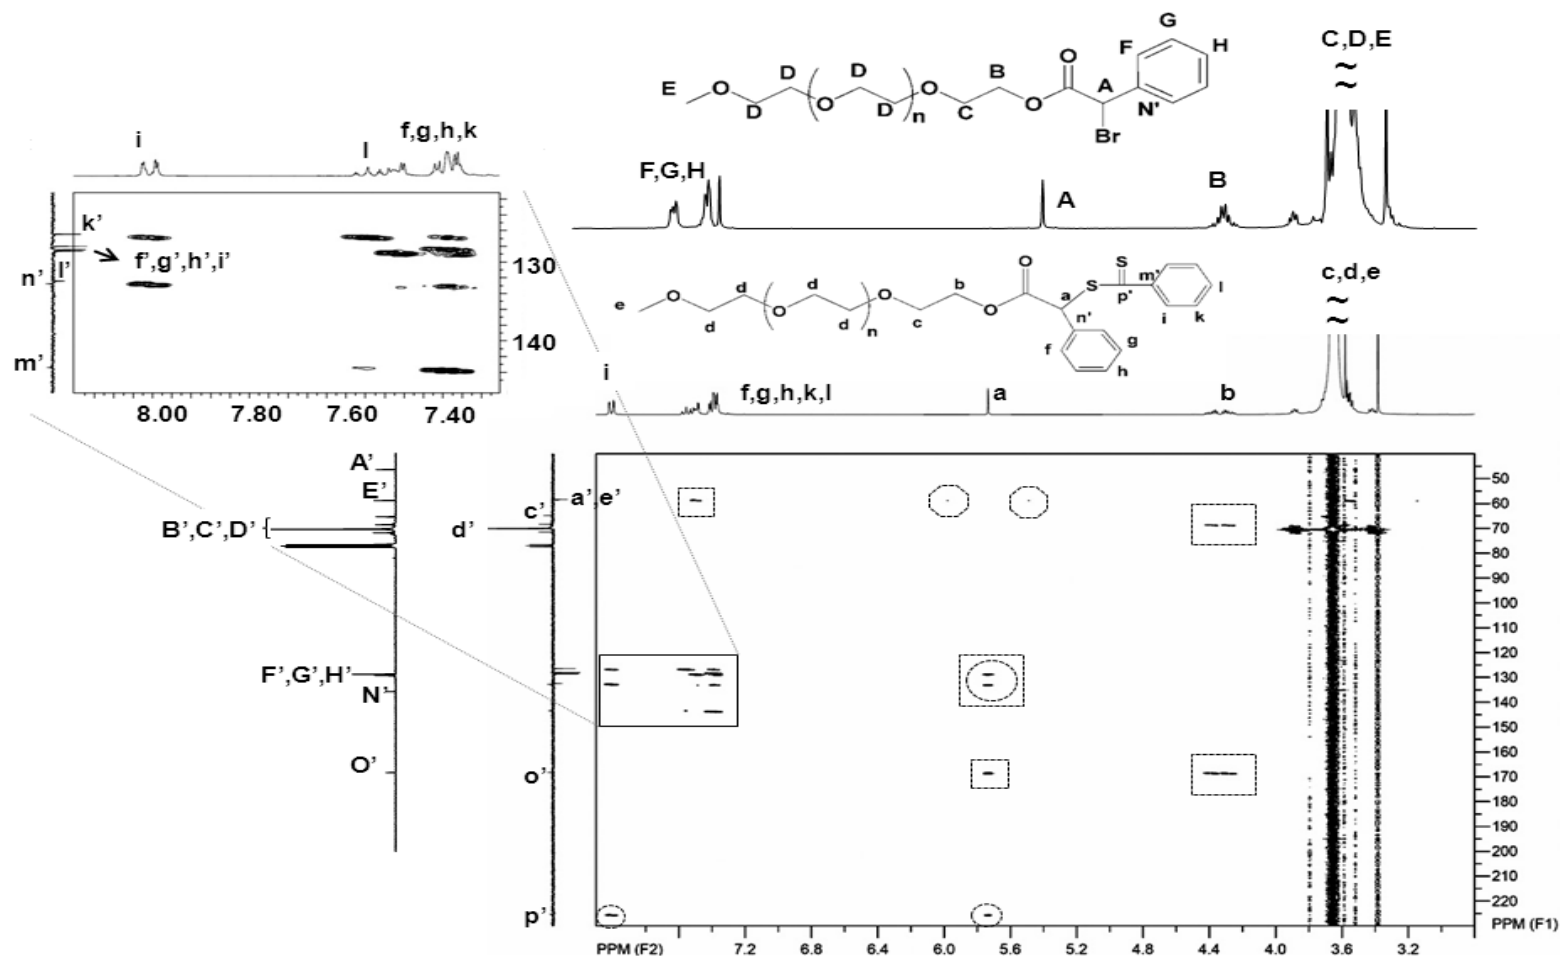 G
F
H
O
A
B
D
D
E
O
O
O
O
C
D
D
n
N'
Br
C,D,E
≈
F,G,H
A
B
i
l
f,g,h,k
k'
f',g',h',i'
n'
l'
m'
130
140
8.00 7.80 7.60 7.40
O
S
S
m'
p'
l
i
k
a
n'
f
g
h
d
d
b
e
O
O
O
O
d
d
n
c
c,d,e
≈
i
f,g,h,k,l
a
b
A'
E'
B',C',D'
F',G',H'
N'
O'
c'
a',e'
d'
o'
p'
50
60
70
80
90
100
110
120
130
140
150
160
170
180
190
200
210
220
PPM (F1)
PPM (F2) 7.2 6.8 6.4 6.0 5.6 5.2 4.8 4.4 4.0 3.6 3.2